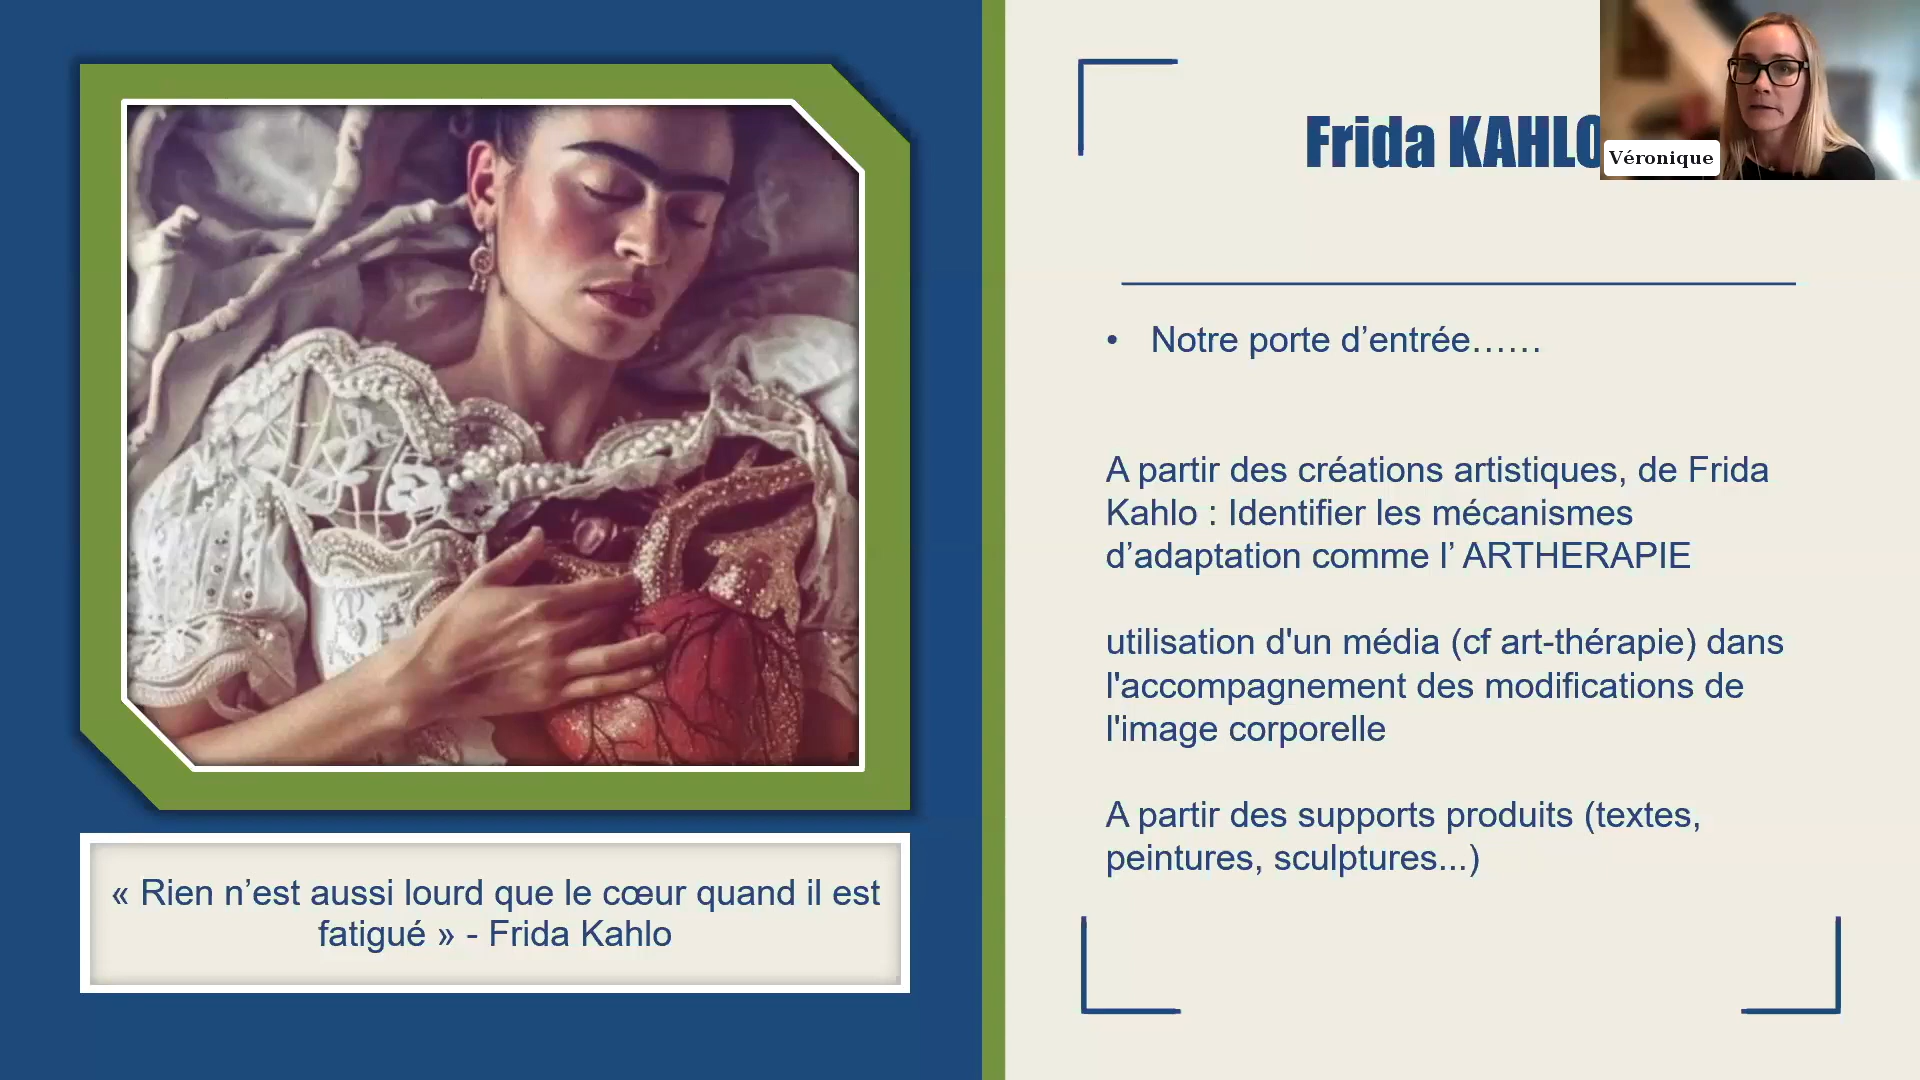 Frida KAHLO
Véronique
• Notre porte d’entrée……
A partir des créations artistiques, de Frida
Kahlo : Identifier les mécanismes
d’adaptation comme l’ ARTHERAPIE
utilisation d'un média (cf art-thérapie) dans
l'accompagnement des modifications de
l'image corporelle
A partir des supports produits (textes,
peintures, sculptures...)
« Rien n’est aussi lourd que le cœur quand il est
fatigué » - Frida Kahlo